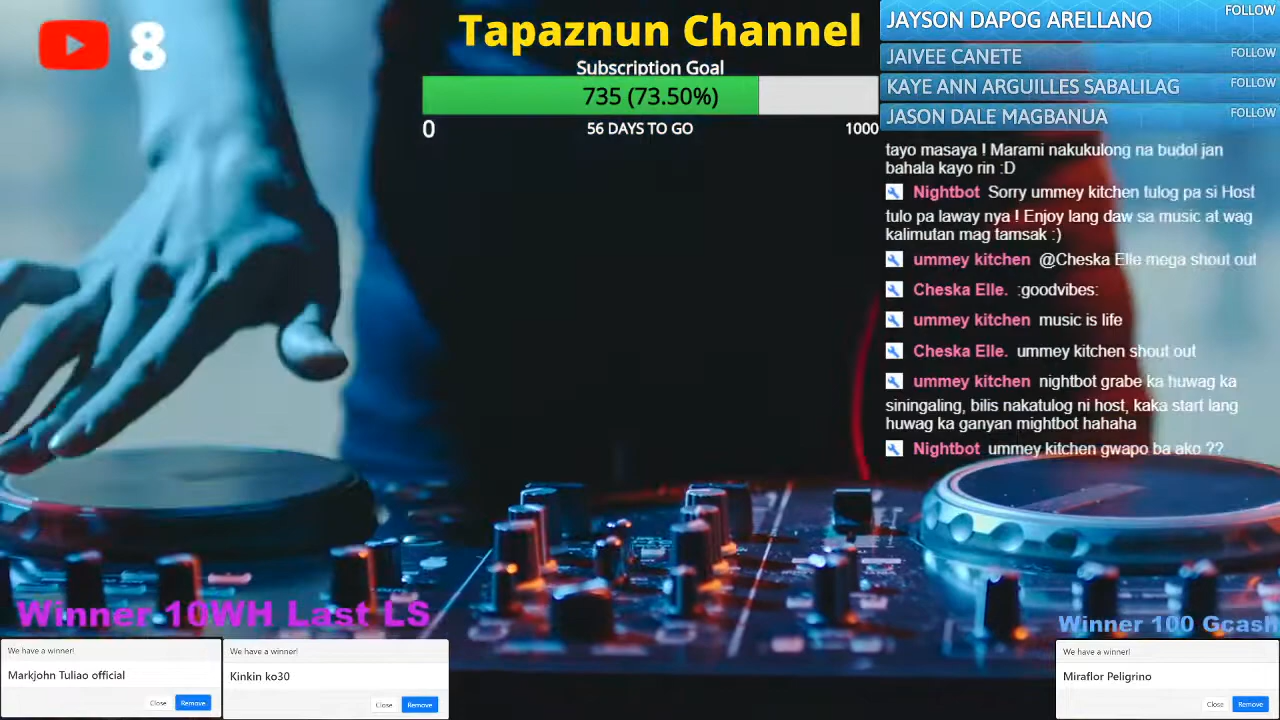 8
Tapaznun Channel
Subscription Goal
735 (73.50%)
0 56 DAYS TO GO 1000
JAYSON DAPOG ARELLANO FOLLOW
JAIVEE CANETE FOLLOW
KAYE ANN ARGUILLES SABALILAG FOLLOW
JASON DALE MAGBANUA FOLLOW
tayo masaya ! Marami nakukulong na budol jan
bahala kayo rin :D
Nightbot Sorry ummey kitchen tulog pa si Host
tulo pa laway nya ! Enjoy lang daw sa music at wag
kalimutan mag tamsak :)
ummey kitchen @Cheska Elle mega shout out
Cheska Elle. :goodvibes:
ummey kitchen music is life
Cheska Elle. ummey kitchen shout out
ummey kitchen nightbot grabe ka huwag ka
siningaling, bilis nakatulog ni host, kaka start lang
huwag ka ganyan mightbot hahaha
Nightbot ummey kitchen gwapo ba ako ??
Winner 10WH Last LS
We have a winner!
Markjohn Tuliao official
Close Remove
We have a winner!
Kinkin ko30
Close Remove
Winner 100 Gcash
We have a winner!
Miraflor Peligrino
Close Remove